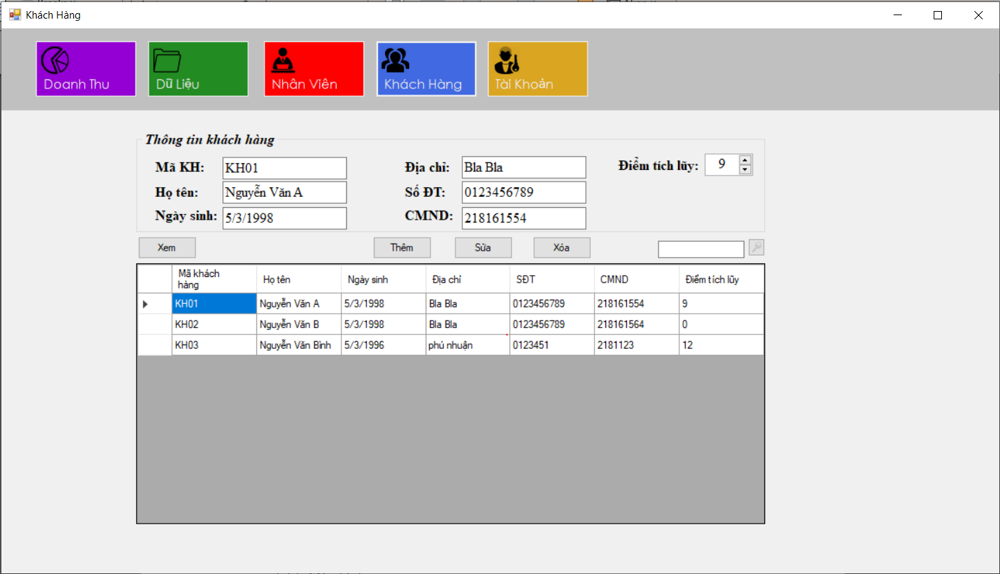 Khách Hàng
Doanh Thu
Dữ Liệu
Nhân Viên
Khách Hàng
Tài Khoản
Thông tin khách hàng
Mã KH: KH01 Địa chỉ: Bla Bla Điểm tích lũy: 9
Họ tên: Nguyễn Văn A Số ĐT: 0123456789
Ngày sinh: 5/3/1998 CMND: 218161554
Xem Thêm Sửa Xóa
Mã khách
hàng Họ tên Ngày sinh Địa chỉ SĐT CMND Điểm tích lũy
KH01 Nguyễn Văn A 5/3/1998 Bla Bla 0123456789 218161554 9
KH02 Nguyễn Văn B 5/3/1998 Bla Bla 0123456789 218161564 0
KH03 Nguyễn Văn Bình 5/3/1996 phú nhuận 0123451 2181123 12